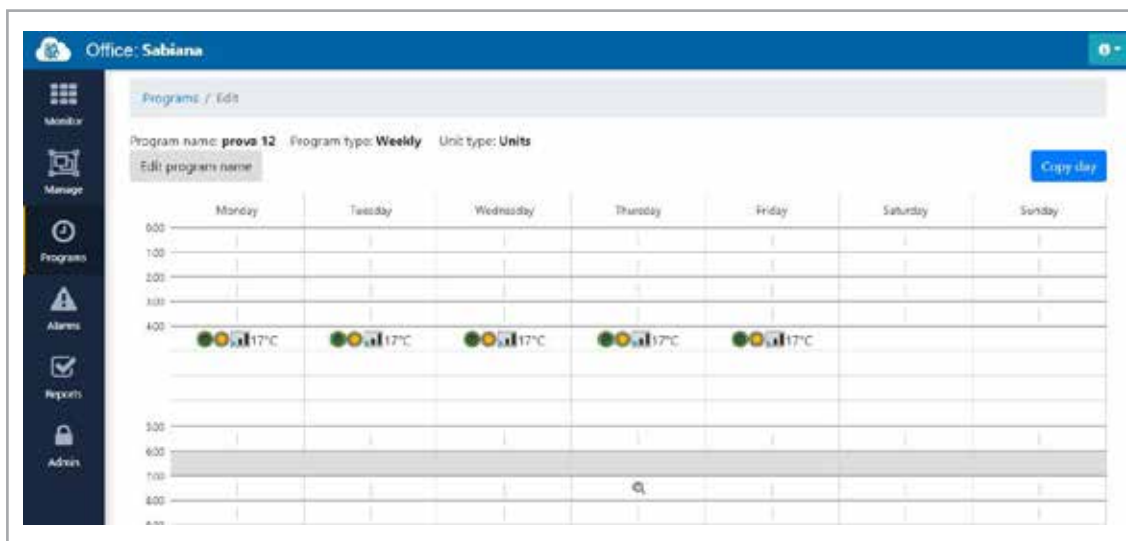 Office: Sabiana
Monitor
Manage
Programs
Alarms
Reports
Admin
Programs / Edit
Program name: prova 12 Program type: Weekly Unit type: Units
Edit program name
Copy day
Monday Tuesday Wednesday Thursday Friday Saturday Sunday
0:00
1:00
2:00
3:00
4:00
17°C 17°C 17°C 17°C 17°C
5:00
6:00
7:00
8:00
9:00